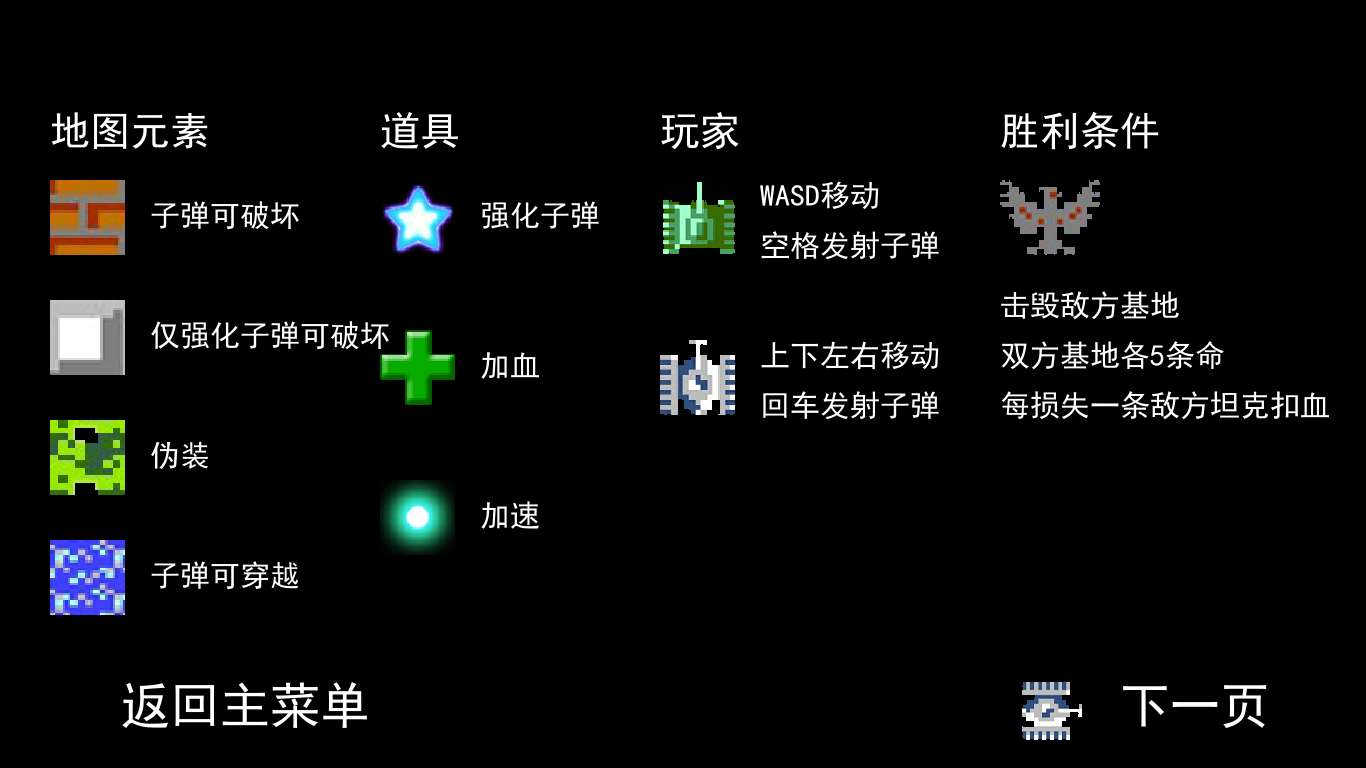 地图元素
子弹可破坏
仅强化子弹可破坏
伪装
子弹可穿越
道具
强化子弹
加血
加速
玩家
WASD移动
空格发射子弹
上下左右移动
回车发射子弹
胜利条件
击毁敌方基地
双方基地各5条命
每损失一条敌方坦克扣血
返回主菜单
下一页